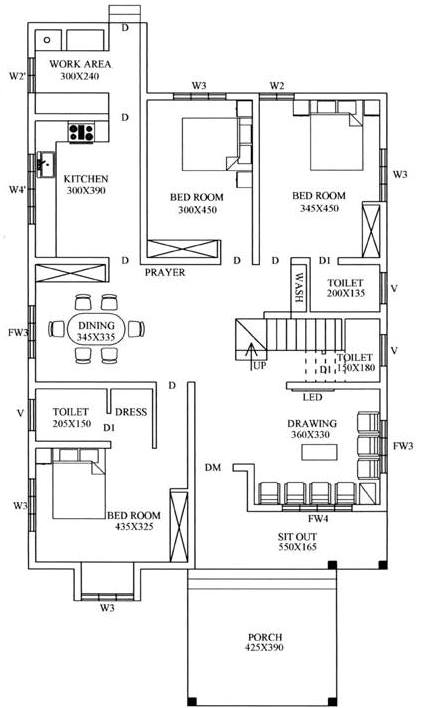 D
WORK AREA
300X240
W2'
W3
W2
D
KITCHEN
300X390
W4'
BED ROOM
300X450
BED ROOM
345X450
W3
D
PRAYER
D
D
D1
WASH
TOILET
200X135
V
DINING
345X335
FW3
UP
TOILET
150X180
V
D1
D
LED
V
TOILET
205X150
DRESS
D1
DRAWING
360X330
FW3
DM
W3
BED ROOM
435X325
FW4
SIT OUT
550X165
W3
PORCH
425X390